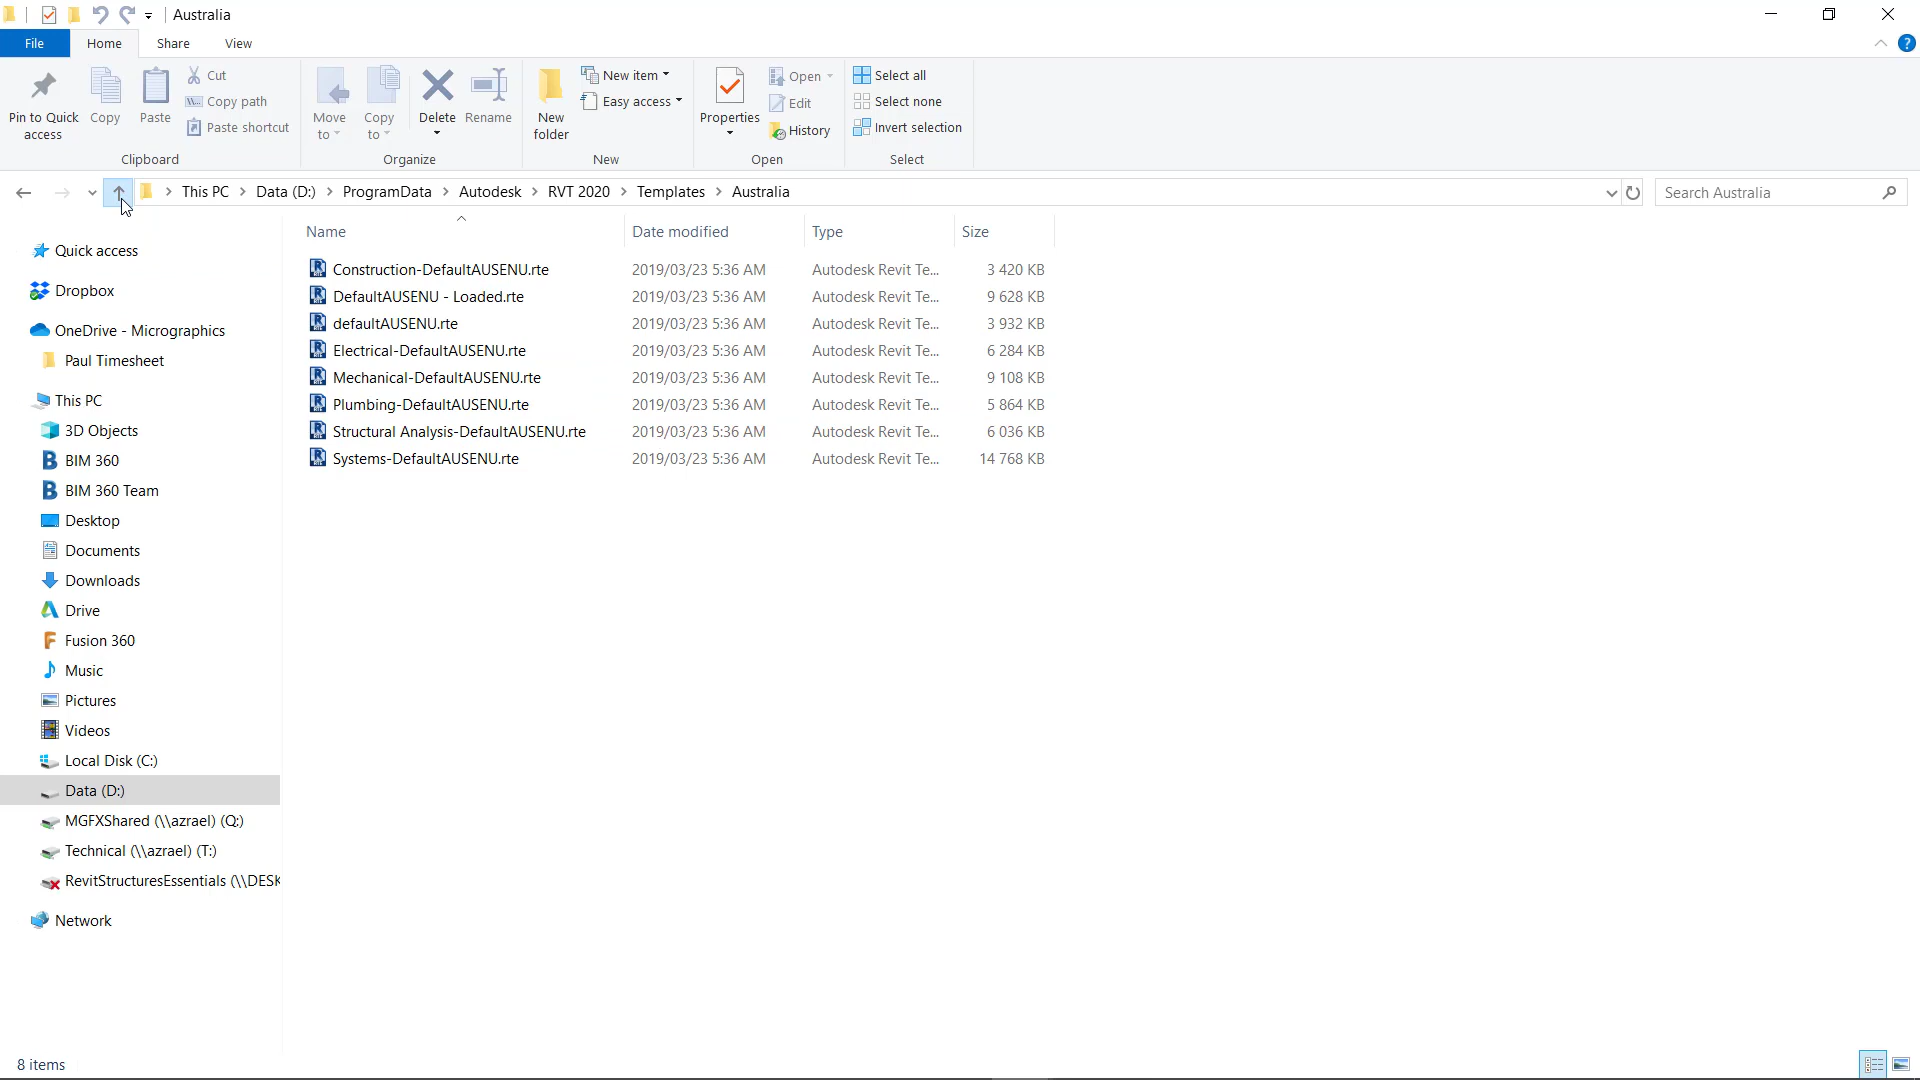 Australia
File Home Share View
Pin to Quick access
Copy
Paste
Cut
Copy path
Paste shortcut
Clipboard
Move to
Copy to
Delete
Rename
Organize
New folder
New item
Easy access
New
Properties
Open
Edit
History
Open
Select all
Select none
Invert selection
Select
This PC Data (D:) ProgramData Autodesk RVT 2020 Templates Australia
Search Australia
Quick access
Dropbox
OneDrive - Micrographics
Paul Timesheet
This PC
3D Objects
BIM 360
BIM 360 Team
Desktop
Documents
Downloads
Drive
Fusion 360
Music
Pictures
Videos
Local Disk (C:)
Data (D:)
MGFXShared (\\azrael) (Q:)
Technical (\\azrael) (T:)
RevitStructuresEssentials (\\DESK
Network
Name Date modified Type Size
Construction-DefaultAUSENU.rte 2019/03/23 5:36 AM Autodesk Revit Te... 3 420 KB
DefaultAUSENU - Loaded.rte 2019/03/23 5:36 AM Autodesk Revit Te... 9 628 KB
defaultAUSENU.rte 2019/03/23 5:36 AM Autodesk Revit Te... 3 932 KB
Electrical-DefaultAUSENU.rte 2019/03/23 5:36 AM Autodesk Revit Te... 6 284 KB
Mechanical-DefaultAUSENU.rte 2019/03/23 5:36 AM Autodesk Revit Te... 9 108 KB
Plumbing-DefaultAUSENU.rte 2019/03/23 5:36 AM Autodesk Revit Te... 5 864 KB
Structural Analysis-DefaultAUSENU.rte 2019/03/23 5:36 AM Autodesk Revit Te... 6 036 KB
Systems-DefaultAUSENU.rte 2019/03/23 5:36 AM Autodesk Revit Te... 14 768 KB
8 items